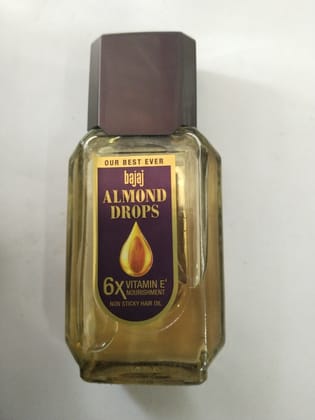 OUR BEST EVER
bajaj
ALMOND
DROPS
6X VITAMIN E*
NOURISHMENT
NON STICKY HAIR OIL